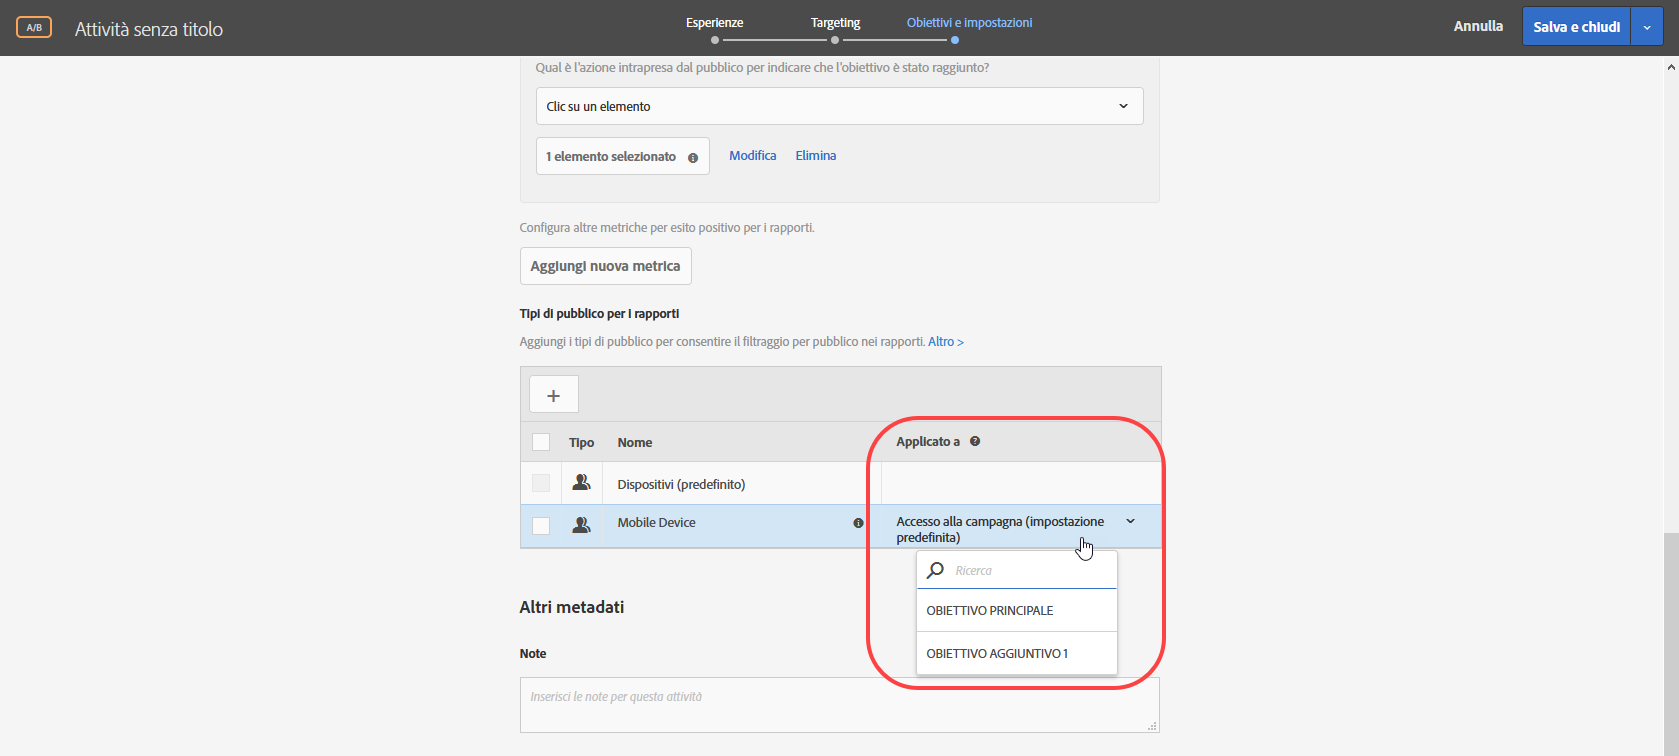 A/B
Attività senza titolo
Esperienze
Targeting
Obiettivi e impostazioni
Annulla
Salva e chiudi
Qual è l'azione intrapresa dal pubblico per indicare che l'obiettivo è stato raggiunto?
Clic su un elemento
1 elemento selezionato
Modifica
Elimina
Configura altre metriche per esito positivo per i rapporti.
Aggiungi nuova metrica
Tipi di pubblico per i rapporti
Aggiungi i tipi di pubblico per consentire il filtraggio per pubblico nei rapporti. Altro >
+
Tipo
Nome
Applicato a
Dispositivi (predefinito)
Mobile Device
Accesso alla campagna (impostazione
predefinita)
Ricerca
OBIETTIVO PRINCIPALE
OBIETTIVO AGGIUNTIVO 1
Altri metadati
Note
Inserisci le note per questa attività